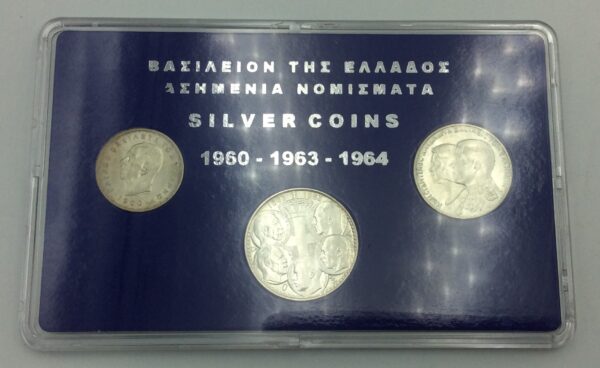 ΒΑΣΙΛΕΙΟΝ ΤΗΣ ΕΛΛΑΔΟΣ
ΑΣΗΜΕΝΙΑ ΝΟΜΙΣΜΑΤΑ
SILVER COINS
1960 - 1963 - 1964